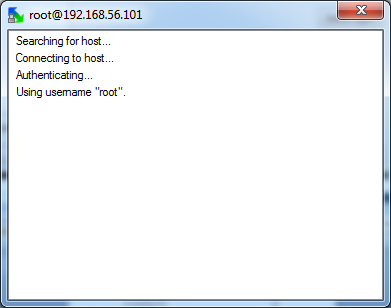 root@192.168.56.101
Searching for host...
Connecting to host...
Authenticating...
Using username "root".